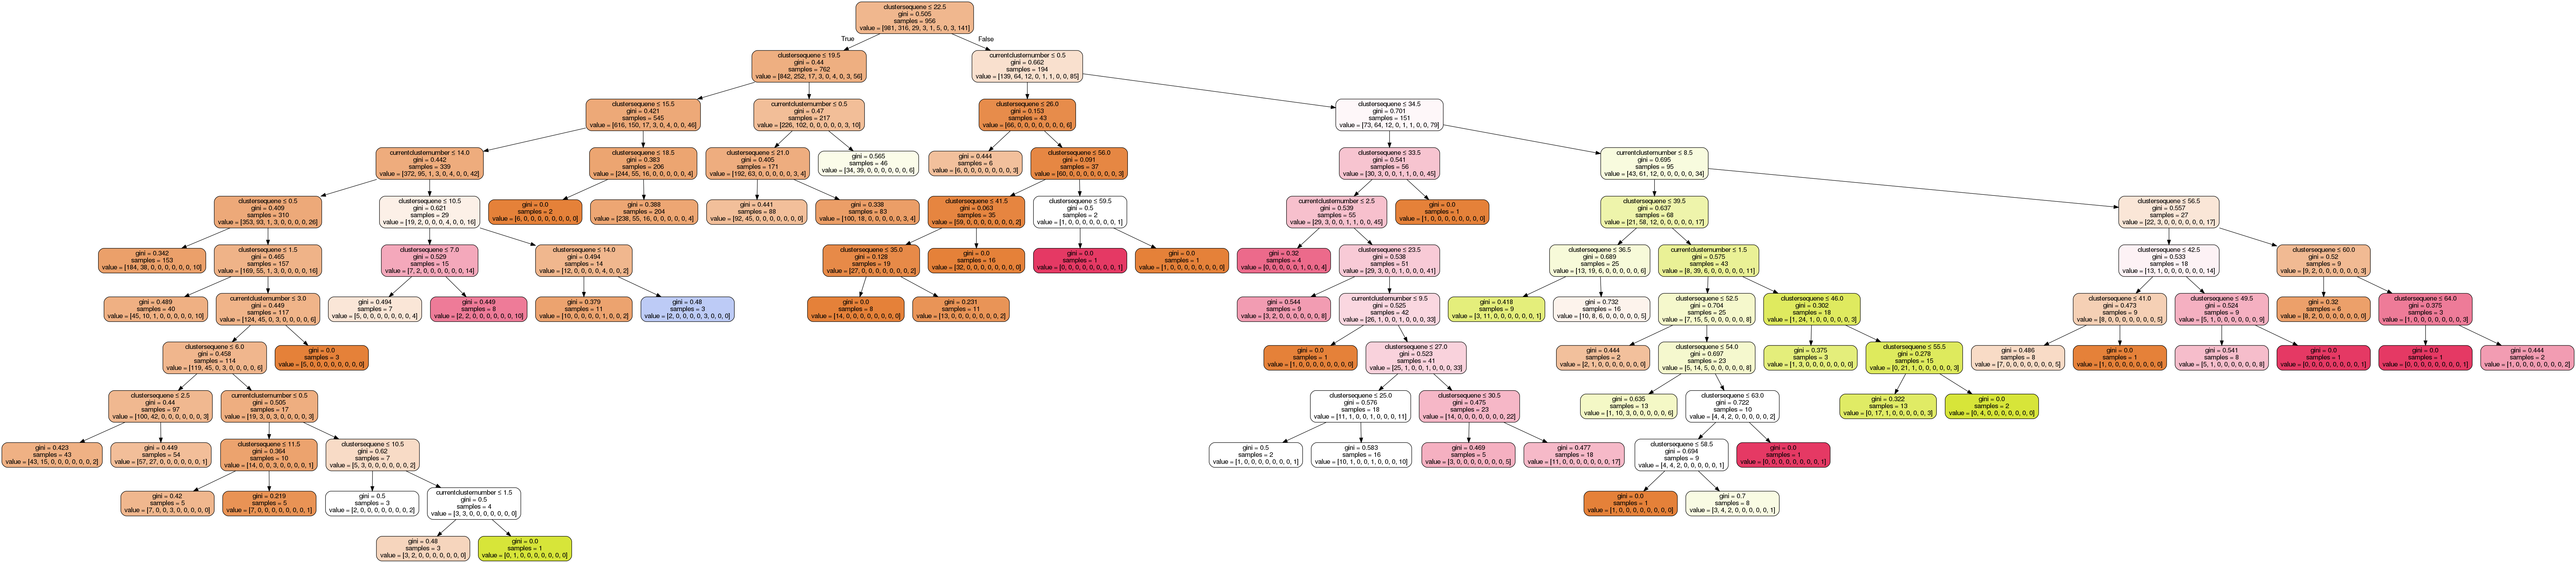 clustersequene ≤ 22.5
gini = 0.505
samples = 956
value = [981, 316, 29, 3, 1, 5, 0, 3, 141]
True
False
clustersequene ≤ 19.5
gini = 0.44
samples = 762
value = [842, 252, 17, 3, 0, 4, 0, 3, 56]
currentclusternumber ≤ 0.5
gini = 0.662
samples = 194
value = [139, 64, 12, 0, 1, 1, 0, 0, 85]
clustersequene ≤ 15.5
gini = 0.421
samples = 545
value = [616, 150, 17, 3, 0, 4, 0, 0, 46]
currentclusternumber ≤ 0.5
gini = 0.47
samples = 217
value = [226, 102, 0, 0, 0, 0, 0, 3, 10]
clustersequene ≤ 26.0
gini = 0.153
samples = 43
value = [66, 0, 0, 0, 0, 0, 0, 0, 6]
clustersequene ≤ 34.5
gini = 0.701
samples = 151
value = [73, 64, 12, 0, 1, 1, 0, 0, 79]
currentclusternumber ≤ 14.0
gini = 0.442
samples = 339
value = [372, 95, 1, 3, 0, 4, 0, 0, 42]
clustersequene ≤ 18.5
gini = 0.383
samples = 206
value = [244, 55, 16, 0, 0, 0, 0, 0, 4]
clustersequene ≤ 21.0
gini = 0.405
samples = 171
value = [192, 63, 0, 0, 0, 0, 0, 3, 4]
gini = 0.565
samples = 46
value = [34, 39, 0, 0, 0, 0, 0, 0, 6]
gini = 0.444
samples = 6
value = [6, 0, 0, 0, 0, 0, 0, 0, 3]
clustersequene ≤ 56.0
gini = 0.091
samples = 37
value = [60, 0, 0, 0, 0, 0, 0, 0, 3]
clustersequene ≤ 33.5
gini = 0.541
samples = 56
value = [30, 3, 0, 0, 1, 1, 0, 0, 45]
currentclusternumber ≤ 8.5
gini = 0.695
samples = 95
value = [43, 61, 12, 0, 0, 0, 0, 0, 34]
clustersequene ≤ 0.5
gini = 0.409
samples = 310
value = [353, 93, 1, 3, 0, 0, 0, 0, 26]
clustersequene ≤ 10.5
gini = 0.621
samples = 29
value = [19, 2, 0, 0, 0, 4, 0, 0, 16]
gini = 0.0
samples = 2
value = [6, 0, 0, 0, 0, 0, 0, 0, 0]
gini = 0.388
samples = 204
value = [238, 55, 16, 0, 0, 0, 0, 0, 4]
gini = 0.441
samples = 88
value = [92, 45, 0, 0, 0, 0, 0, 0, 0]
gini = 0.338
samples = 83
value = [100, 18, 0, 0, 0, 0, 0, 3, 4]
clustersequene ≤ 41.5
gini = 0.063
samples = 35
value = [59, 0, 0, 0, 0, 0, 0, 0, 2]
clustersequene ≤ 59.5
gini = 0.5
samples = 2
value = [1, 0, 0, 0, 0, 0, 0, 0, 1]
currentclusternumber ≤ 2.5
gini = 0.539
samples = 55
value = [29, 3, 0, 0, 1, 1, 0, 0, 45]
gini = 0.0
samples = 1
value = [1, 0, 0, 0, 0, 0, 0, 0, 0]
clustersequene ≤ 39.5
gini = 0.637
samples = 68
value = [21, 58, 12, 0, 0, 0, 0, 0, 17]
clustersequene ≤ 56.5
gini = 0.557
samples = 27
value = [22, 3, 0, 0, 0, 0, 0, 0, 17]
gini = 0.342
samples = 153
value = [184, 38, 0, 0, 0, 0, 0, 0, 10]
clustersequene ≤ 1.5
gini = 0.465
samples = 157
value = [169, 55, 1, 3, 0, 0, 0, 0, 16]
clustersequene ≤ 7.0
gini = 0.529
samples = 15
value = [7, 2, 0, 0, 0, 0, 0, 0, 14]
clustersequene ≤ 14.0
gini = 0.494
samples = 14
value = [12, 0, 0, 0, 0, 4, 0, 0, 2]
clustersequene ≤ 35.0
gini = 0.128
samples = 19
value = [27, 0, 0, 0, 0, 0, 0, 0, 2]
gini = 0.0
samples = 16
value = [32, 0, 0, 0, 0, 0, 0, 0, 0]
gini = 0.0
samples = 1
value = [0, 0, 0, 0, 0, 0, 0, 0, 1]
gini = 0.0
samples = 1
value = [1, 0, 0, 0, 0, 0, 0, 0, 0]
gini = 0.32
samples = 4
value = [0, 0, 0, 0, 0, 1, 0, 0, 4]
clustersequene ≤ 23.5
gini = 0.538
samples = 51
value = [29, 3, 0, 0, 1, 0, 0, 0, 41]
clustersequene ≤ 36.5
gini = 0.689
samples = 25
value = [13, 19, 6, 0, 0, 0, 0, 0, 6]
currentclusternumber ≤ 1.5
gini = 0.575
samples = 43
value = [8, 39, 6, 0, 0, 0, 0, 0, 11]
clustersequene ≤ 42.5
gini = 0.533
samples = 18
value = [13, 1, 0, 0, 0, 0, 0, 0, 14]
clustersequene ≤ 60.0
gini = 0.52
samples = 9
value = [9, 2, 0, 0, 0, 0, 0, 0, 3]
gini = 0.489
samples = 40
value = [45, 10, 1, 0, 0, 0, 0, 0, 10]
currentclusternumber ≤ 3.0
gini = 0.449
samples = 117
value = [124, 45, 0, 3, 0, 0, 0, 0, 6]
gini = 0.494
samples = 7
value = [5, 0, 0, 0, 0, 0, 0, 0, 4]
gini = 0.449
samples = 8
value = [2, 2, 0, 0, 0, 0, 0, 0, 10]
gini = 0.379
samples = 11
value = [10, 0, 0, 0, 0, 1, 0, 0, 2]
gini = 0.48
samples = 3
value = [2, 0, 0, 0, 0, 3, 0, 0, 0]
gini = 0.0
samples = 8
value = [14, 0, 0, 0, 0, 0, 0, 0, 0]
gini = 0.231
samples = 11
value = [13, 0, 0, 0, 0, 0, 0, 0, 2]
gini = 0.544
samples = 9
value = [3, 2, 0, 0, 0, 0, 0, 0, 8]
currentclusternumber ≤ 9.5
gini = 0.525
samples = 42
value = [26, 1, 0, 0, 1, 0, 0, 0, 33]
gini = 0.418
samples = 9
value = [3, 11, 0, 0, 0, 0, 0, 0, 1]
gini = 0.732
samples = 16
value = [10, 8, 6, 0, 0, 0, 0, 0, 5]
clustersequene ≤ 52.5
gini = 0.704
samples = 25
value = [7, 15, 5, 0, 0, 0, 0, 0, 8]
clustersequene ≤ 46.0
gini = 0.302
samples = 18
value = [1, 24, 1, 0, 0, 0, 0, 0, 3]
clustersequene ≤ 41.0
gini = 0.473
samples = 9
value = [8, 0, 0, 0, 0, 0, 0, 0, 5]
clustersequene ≤ 49.5
gini = 0.524
samples = 9
value = [5, 1, 0, 0, 0, 0, 0, 0, 9]
gini = 0.32
samples = 6
value = [8, 2, 0, 0, 0, 0, 0, 0, 0]
clustersequene ≤ 64.0
gini = 0.375
samples = 3
value = [1, 0, 0, 0, 0, 0, 0, 0, 3]
clustersequene ≤ 6.0
gini = 0.458
samples = 114
value = [119, 45, 0, 3, 0, 0, 0, 0, 6]
gini = 0.0
samples = 3
value = [5, 0, 0, 0, 0, 0, 0, 0, 0]
gini = 0.0
samples = 1
value = [1, 0, 0, 0, 0, 0, 0, 0, 0]
clustersequene ≤ 27.0
gini = 0.523
samples = 41
value = [25, 1, 0, 0, 1, 0, 0, 0, 33]
gini = 0.444
samples = 2
value = [2, 1, 0, 0, 0, 0, 0, 0, 0]
clustersequene ≤ 54.0
gini = 0.697
samples = 23
value = [5, 14, 5, 0, 0, 0, 0, 0, 8]
gini = 0.375
samples = 3
value = [1, 3, 0, 0, 0, 0, 0, 0, 0]
clustersequene ≤ 55.5
gini = 0.278
samples = 15
value = [0, 21, 1, 0, 0, 0, 0, 0, 3]
gini = 0.486
samples = 8
value = [7, 0, 0, 0, 0, 0, 0, 0, 5]
gini = 0.0
samples = 1
value = [1, 0, 0, 0, 0, 0, 0, 0, 0]
gini = 0.541
samples = 8
value = [5, 1, 0, 0, 0, 0, 0, 0, 8]
gini = 0.0
samples = 1
value = [0, 0, 0, 0, 0, 0, 0, 0, 1]
gini = 0.0
samples = 1
value = [0, 0, 0, 0, 0, 0, 0, 0, 1]
gini = 0.444
samples = 2
value = [1, 0, 0, 0, 0, 0, 0, 0, 2]
clustersequene ≤ 2.5
gini = 0.44
samples = 97
value = [100, 42, 0, 0, 0, 0, 0, 0, 3]
currentclusternumber ≤ 0.5
gini = 0.505
samples = 17
value = [19, 3, 0, 3, 0, 0, 0, 0, 3]
clustersequene ≤ 25.0
gini = 0.576
samples = 18
value = [11, 1, 0, 0, 1, 0, 0, 0, 11]
clustersequene ≤ 30.5
gini = 0.475
samples = 23
value = [14, 0, 0, 0, 0, 0, 0, 0, 22]
gini = 0.635
samples = 13
value = [1, 10, 3, 0, 0, 0, 0, 0, 6]
clustersequene ≤ 63.0
gini = 0.722
samples = 10
value = [4, 4, 2, 0, 0, 0, 0, 0, 2]
gini = 0.322
samples = 13
value = [0, 17, 1, 0, 0, 0, 0, 0, 3]
gini = 0.0
samples = 2
value = [0, 4, 0, 0, 0, 0, 0, 0, 0]
gini = 0.423
samples = 43
value = [43, 15, 0, 0, 0, 0, 0, 0, 2]
gini = 0.449
samples = 54
value = [57, 27, 0, 0, 0, 0, 0, 0, 1]
clustersequene ≤ 11.5
gini = 0.364
samples = 10
value = [14, 0, 0, 3, 0, 0, 0, 0, 1]
clustersequene ≤ 10.5
gini = 0.62
samples = 7
value = [5, 3, 0, 0, 0, 0, 0, 0, 2]
gini = 0.5
samples = 2
value = [1, 0, 0, 0, 0, 0, 0, 0, 1]
gini = 0.583
samples = 16
value = [10, 1, 0, 0, 1, 0, 0, 0, 10]
gini = 0.469
samples = 5
value = [3, 0, 0, 0, 0, 0, 0, 0, 5]
gini = 0.477
samples = 18
value = [11, 0, 0, 0, 0, 0, 0, 0, 17]
clustersequene ≤ 58.5
gini = 0.694
samples = 9
value = [4, 4, 2, 0, 0, 0, 0, 0, 1]
gini = 0.0
samples = 1
value = [0, 0, 0, 0, 0, 0, 0, 0, 1]
gini = 0.42
samples = 5
value = [7, 0, 0, 3, 0, 0, 0, 0, 0]
gini = 0.219
samples = 5
value = [7, 0, 0, 0, 0, 0, 0, 0, 1]
gini = 0.5
samples = 3
value = [2, 0, 0, 0, 0, 0, 0, 0, 2]
currentclusternumber ≤ 1.5
gini = 0.5
samples = 4
value = [3, 3, 0, 0, 0, 0, 0, 0, 0]
gini = 0.0
samples = 1
value = [1, 0, 0, 0, 0, 0, 0, 0, 0]
gini = 0.7
samples = 8
value = [3, 4, 2, 0, 0, 0, 0, 0, 1]
gini = 0.48
samples = 3
value = [3, 2, 0, 0, 0, 0, 0, 0, 0]
gini = 0.0
samples = 1
value = [0, 1, 0, 0, 0, 0, 0, 0, 0]